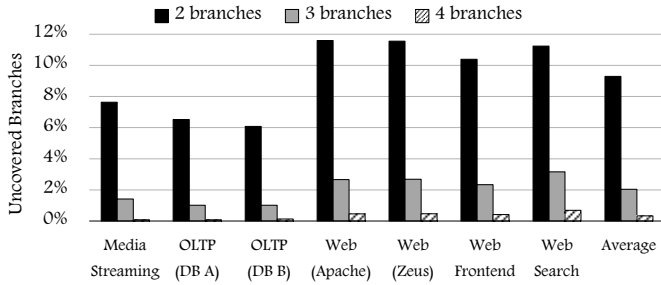 2 branches 3 branches 4 branches
Uncovered Branches
12%
10%
8%
6%
4%
2%
0%
Media Streaming
OLTP (DB A)
OLTP (DB B)
Web (Apache)
Web (Zeus)
Web Frontend
Web Search
Average